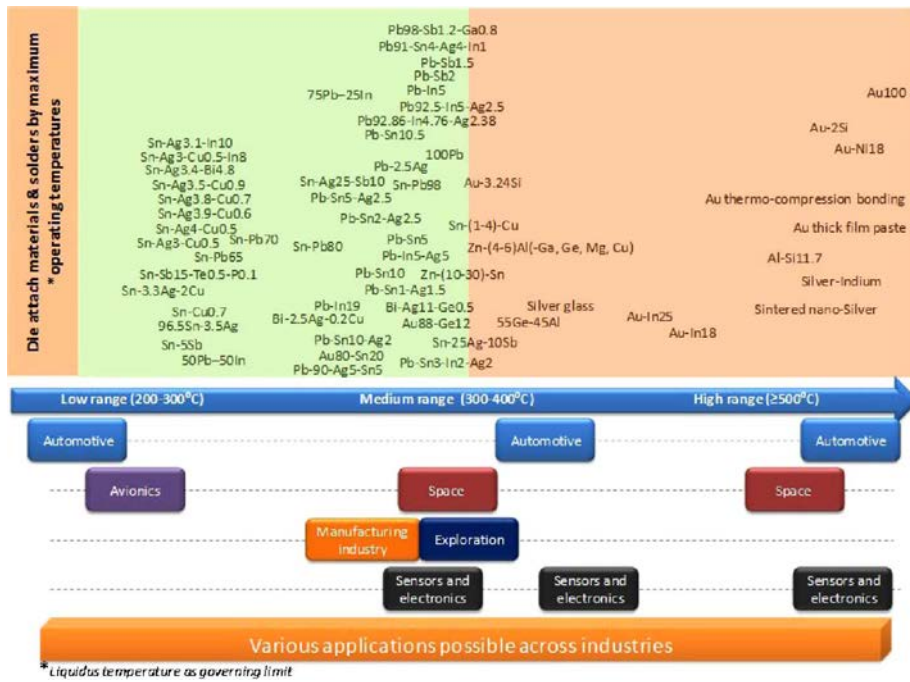 Die attach materials & solders by maximum
* operating temperatures
Pb98-Sb1.2-Ga0.8
Pb91-Sn4-Ag4-In1
Pb-Sb1.5
Pb-Sb2
75Pb–25In
Pb-In5
Au100
Pb92.5-In5-Ag2.5
Pb92.86-In4.76-Ag2.38
Au-2Si
Pb-Sn10.5
Sn-Ag3.1-In10
Au-Ni18
Sn-Ag3-Cu0.5-In8
100Pb
Sn-Ag3.4-Bi4.8
Pb-2.5Ag
Sn-Ag3.5-Cu0.9
Sn-Ag25-Sb10
Sn-Pb98
Au-3.24Si
Sn-Ag3.8-Cu0.7
Pb-Sn5-Ag2.5
Au thermo-compression bonding
Sn-Ag3.9-Cu0.6
Pb-Sn2-Ag2.5
Sn-Ag4-Cu0.5
Sn-(1-4)-Cu
Au thick film paste
Sn-Ag3-Cu0.5
Sn-Pb70
Sn-Pb80
Pb-Sn5
Zn-(4-6)Al(-Ga, Ge, Mg, Cu)
Sn-Pb65
Pb-In5-Ag5
Al-Si11.7
Sn-Sb15-Te0.5-P0.1
Pb-Sn10
Zn-(10-30)-Sn
Silver-Indium
Sn-3.3Ag-2Cu
Pb-Sn1-Ag1.5
Sn-Cu0.7
Pb-In19
Bi-Ag11-Ge0.5
Silver glass
Sintered nano-Silver
96.5Sn-3.5Ag
Bi-2.5Ag-0.2Cu
Au88-Ge12
55Ge-45Al
Au-In25
Au-In18
Sn-5Sb
Pb-Sn10-Ag2
Sn-25Ag-10Sb
50Pb–50In
Au80-Sn20
Pb-Sn3-In2-Ag2
Pb-90-Ag5-Sn5
Low range (200-300⁰C)
Medium range (300-400⁰C)
High range (≥500⁰C)
Automotive
Automotive
Automotive
Avionics
Space
Space
Manufacturing
industry
Exploration
Sensors and
electronics
Sensors and
electronics
Sensors and
electronics
Various applications possible across industries
* Liquidus temperature as governing limit